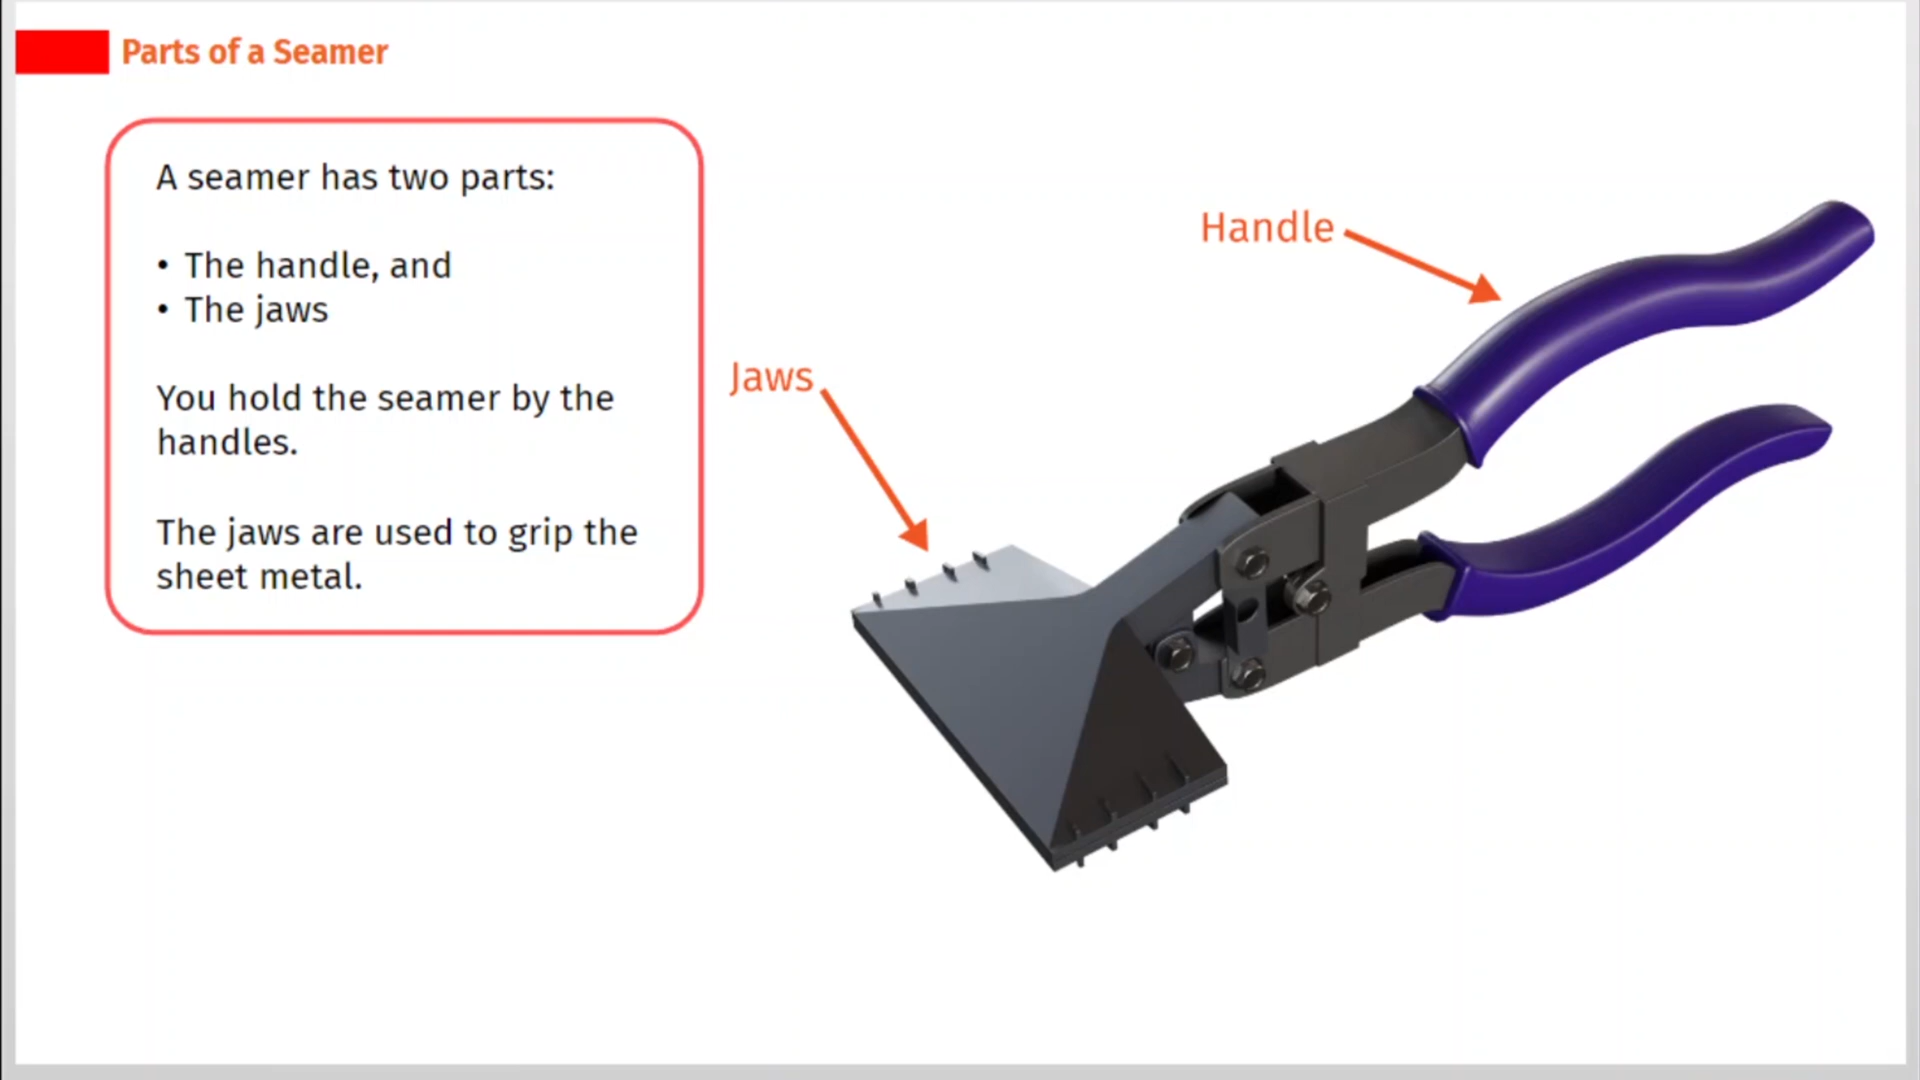 Parts of a Seamer
A seamer has two parts:
• The handle, and
• The jaws
You hold the seamer by the
handles.
The jaws are used to grip the
sheet metal.
Handle
Jaws